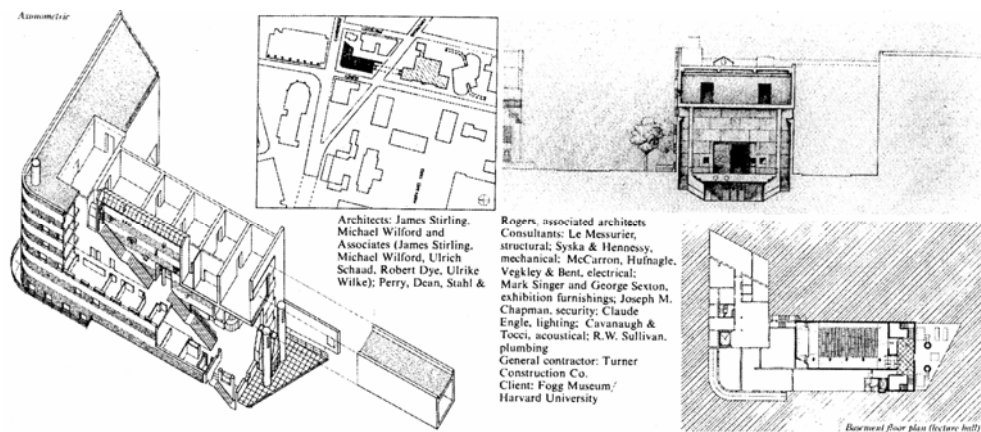 Axonometric
Architects: James Stirling,
Michael Wilford and
Associates (James Stirling,
Michael Wilford, Ulrich
Schaad, Robert Dye, Ulrike
Wilke); Perry, Dean, Stahl &
Rogers, associated architects
Consultants: Le Messurier,
structural; Syska & Hennessy,
mechanical; McCarron, Hufnagle,
Vegkley & Bent, electrical;
Mark Singer and George Sexton,
exhibition furnishings; Joseph M.
Chapman, security; Claude
Engle, lighting; Cavanaugh &
Tocci, acoustical; R.W. Sullivan,
plumbing
General contractor: Turner
Construction Co.
Client: Fogg Museum/
Harvard University
Basement floor plan (lecture hall)